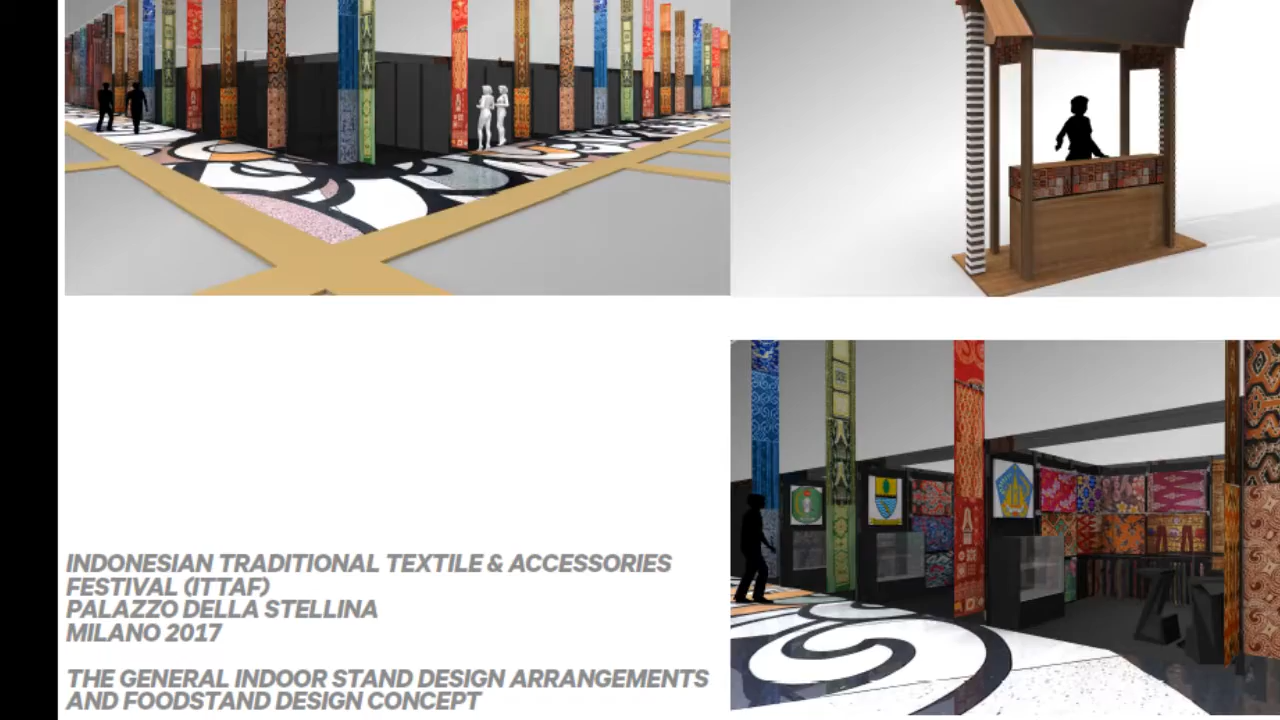 INDONESIAN TRADITIONAL TEXTILE & ACCESSORIES
FESTIVAL (ITTAF)
PALAZZO DELLA STELLINA
MILANO 2017
THE GENERAL INDOOR STAND DESIGN ARRANGEMENTS
AND FOODSTAND DESIGN CONCEPT